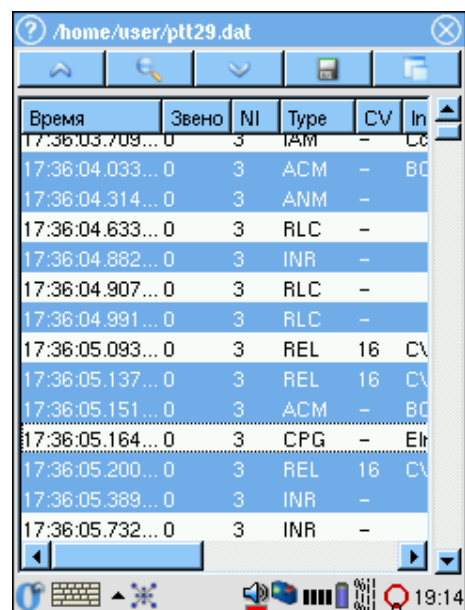 /home/user/ptt29.dat
Время Звено NI Type CV In
17:36:03.709... 0 3 IAM –
17:36:04.033... 0 3 ACM – BC
17:36:04.314... 0 3 ANM –
17:36:04.633... 0 3 RLC –
17:36:04.882... 0 3 INR –
17:36:04.907... 0 3 RLC –
17:36:04.991... 0 3 RLC –
17:36:05.093... 0 3 REL 16 CV
17:36:05.137... 0 3 REL 16 CV
17:36:05.151... 0 3 ACM – BC
17:36:05.164... 0 3 CPG –
17:36:05.200... 0 3 REL 16 CV
17:36:05.389... 0 3 INR –
17:36:05.732... 0 3 INR –
19:14